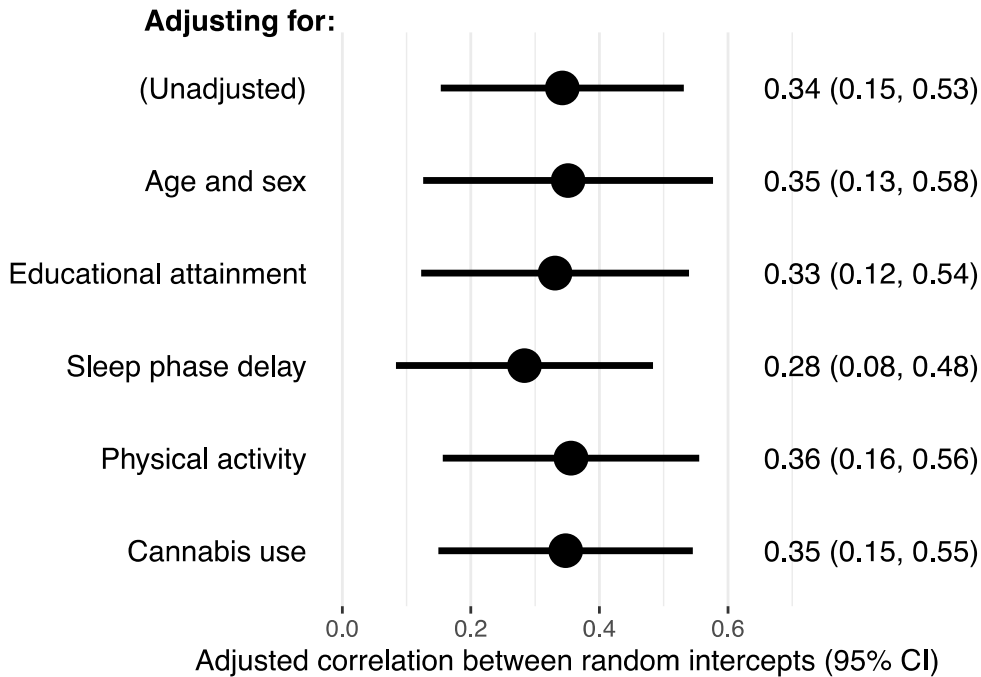 Adjusting for:
(Unadjusted) 0.34 (0.15, 0.53)
Age and sex 0.35 (0.13, 0.58)
Educational attainment 0.33 (0.12, 0.54)
Sleep phase delay 0.28 (0.08, 0.48)
Physical activity 0.36 (0.16, 0.56)
Cannabis use 0.35 (0.15, 0.55)
0.0 0.2 0.4 0.6
Adjusted correlation between random intercepts (95% CI)